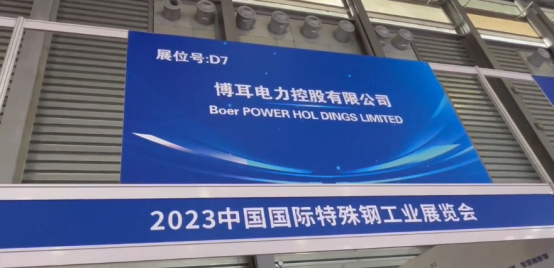 展位号:D7
博耳电力控股有限公司
Boer POWER HOL DINGS LIMITED
2023中国国际特殊钢工业展览会